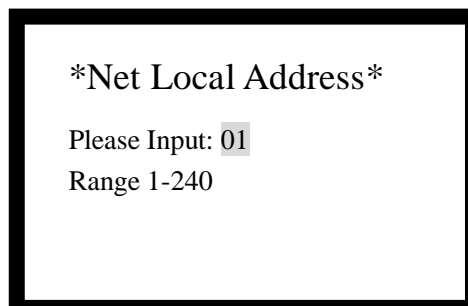 *Net Local Address*
Please Input: 01
Range 1-240